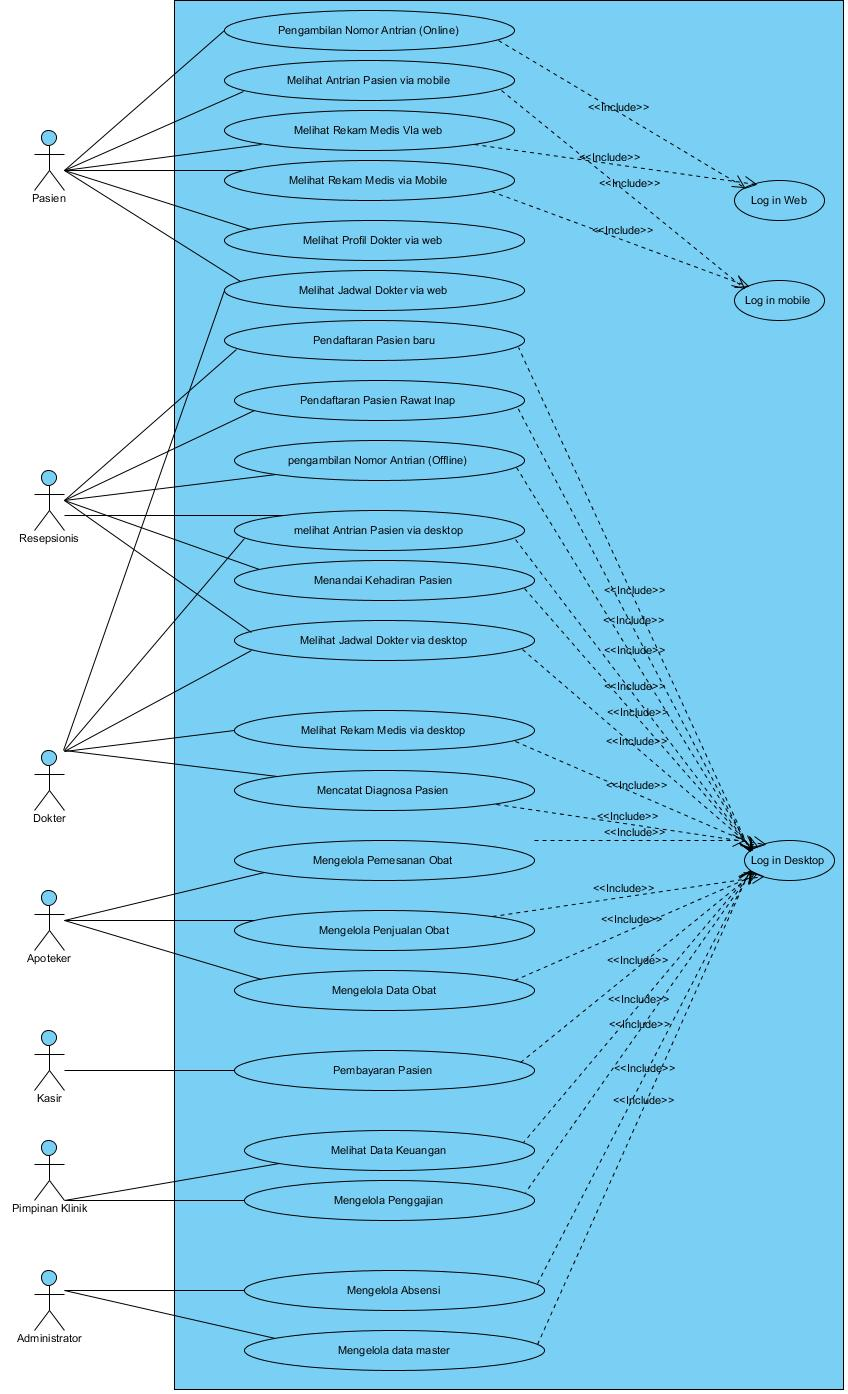 Pengambilan Nomor Antrian (Online)
Melihat Antrian Pasien via mobile
<<Include>>
Melihat Rekam Medis VIa web
<<Include>>
Melihat Rekam Medis via Mobile
<<Include>>
Pasien
Log in Web
<<Include>>
Melihat Profil Dokter via web
Melihat Jadwal Dokter via web
Log in mobile
Pendaftaran Pasien baru
Pendaftaran Pasien Rawat Inap
pengambilan Nomor Antrian (Offline)
melihat Antrian Pasien via desktop
Resepsionis
Menandai Kehadiran Pasien
<<Include>>
<<Include>>
Melihat Jadwal Dokter via desktop
<<Include>>
<<Include>>
<<Include>>
Melihat Rekam Medis via desktop
<<Include>>
<<Include>>
Mencatat Diagnosa Pasien
Dokter
<<Include>>
<<Include>>
Mengelola Pemesanan Obat
Log in Desktop
<<Include>>
<<Include>>
Mengelola Penjualan Obat
Apoteker
<<Include>>
Mengelola Data Obat
<<Include>>
<<Include>>
Pembayaran Pasien
<<Include>>
Kasir
<<Include>>
Melihat Data Keuangan
Mengelola Penggajian
Pimpinan Klinik
Mengelola Absensi
Administrator
Mengelola data master